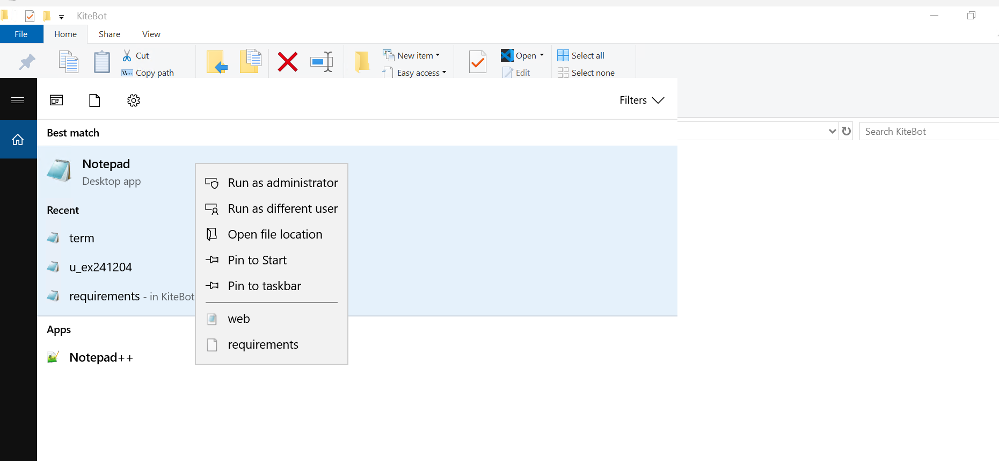 KiteBot
File Home Share View
Cut
Copy path
New item
Easy access
Open
Edit
Select all
Select none
Filters
Search KiteBot
Best match
Notepad
Desktop app
Recent
term
u_ex241204
requirements - in KiteBot
Run as administrator
Run as different user
Open file location
Pin to Start
Pin to taskbar
web
requirements
Apps
Notepad++